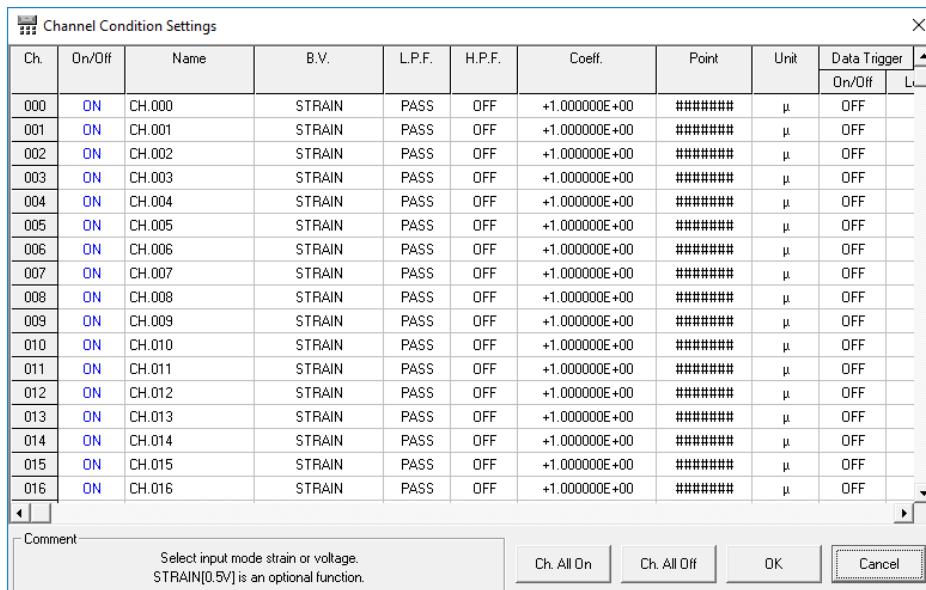 Channel Condition Settings
Ch. On/Off Name B.V. L.P.F. H.P.F. Coeff. Point Unit Data Trigger
On/Off
000 ON CH.000 STRAIN PASS OFF +1.000000E+00 ####### µ OFF
001 ON CH.001 STRAIN PASS OFF +1.000000E+00 ####### µ OFF
002 ON CH.002 STRAIN PASS OFF +1.000000E+00 ####### µ OFF
003 ON CH.003 STRAIN PASS OFF +1.000000E+00 ####### µ OFF
004 ON CH.004 STRAIN PASS OFF +1.000000E+00 ####### µ OFF
005 ON CH.005 STRAIN PASS OFF +1.000000E+00 ####### µ OFF
006 ON CH.006 STRAIN PASS OFF +1.000000E+00 ####### µ OFF
007 ON CH.007 STRAIN PASS OFF +1.000000E+00 ####### µ OFF
008 ON CH.008 STRAIN PASS OFF +1.000000E+00 ####### µ OFF
009 ON CH.009 STRAIN PASS OFF +1.000000E+00 ####### µ OFF
010 ON CH.010 STRAIN PASS OFF +1.000000E+00 ####### µ OFF
011 ON CH.011 STRAIN PASS OFF +1.000000E+00 ####### µ OFF
012 ON CH.012 STRAIN PASS OFF +1.000000E+00 ####### µ OFF
013 ON CH.013 STRAIN PASS OFF +1.000000E+00 ####### µ OFF
014 ON CH.014 STRAIN PASS OFF +1.000000E+00 ####### µ OFF
015 ON CH.015 STRAIN PASS OFF +1.000000E+00 ####### µ OFF
016 ON CH.016 STRAIN PASS OFF +1.000000E+00 ####### µ OFF
Comment
Select input mode strain or voltage.
STRAIN[0.5V] is an optional function.
Ch. All On Ch. All Off OK Cancel